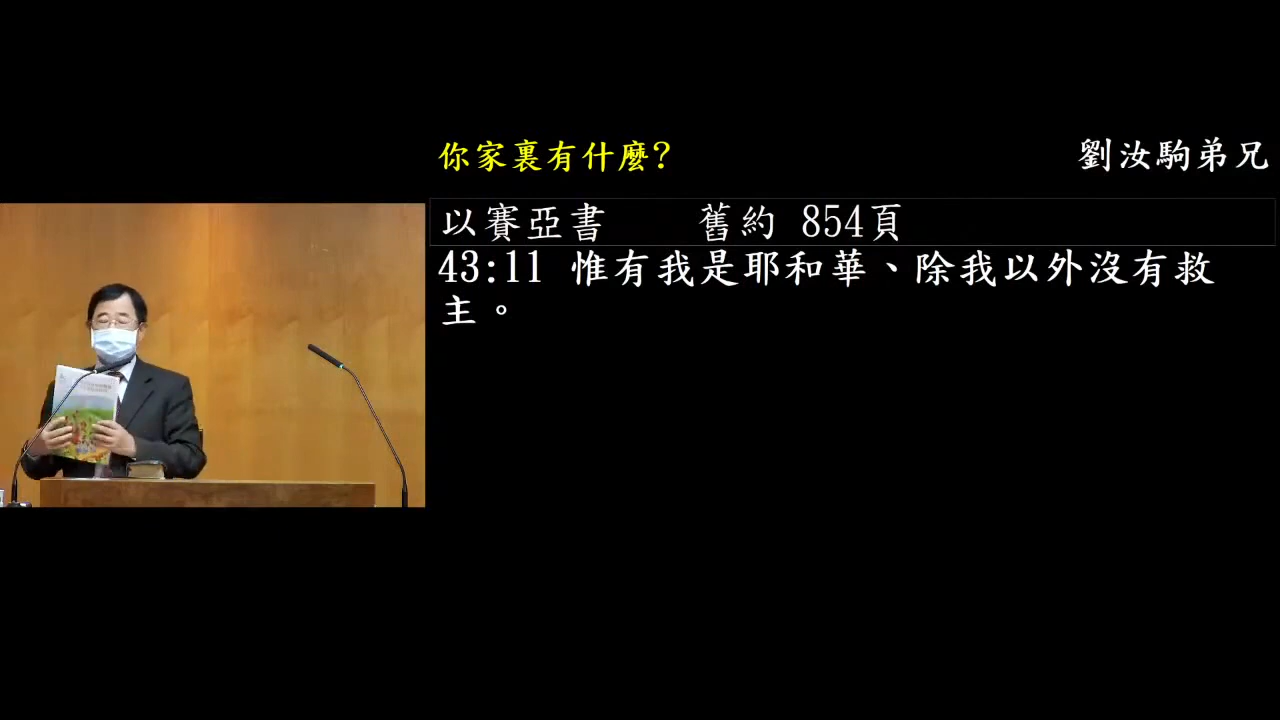 你家裏有什麼?
劉汝駒弟兄
以賽亞書 舊約 854頁
43:11 惟有我是耶和華、除我以外沒有救
主。